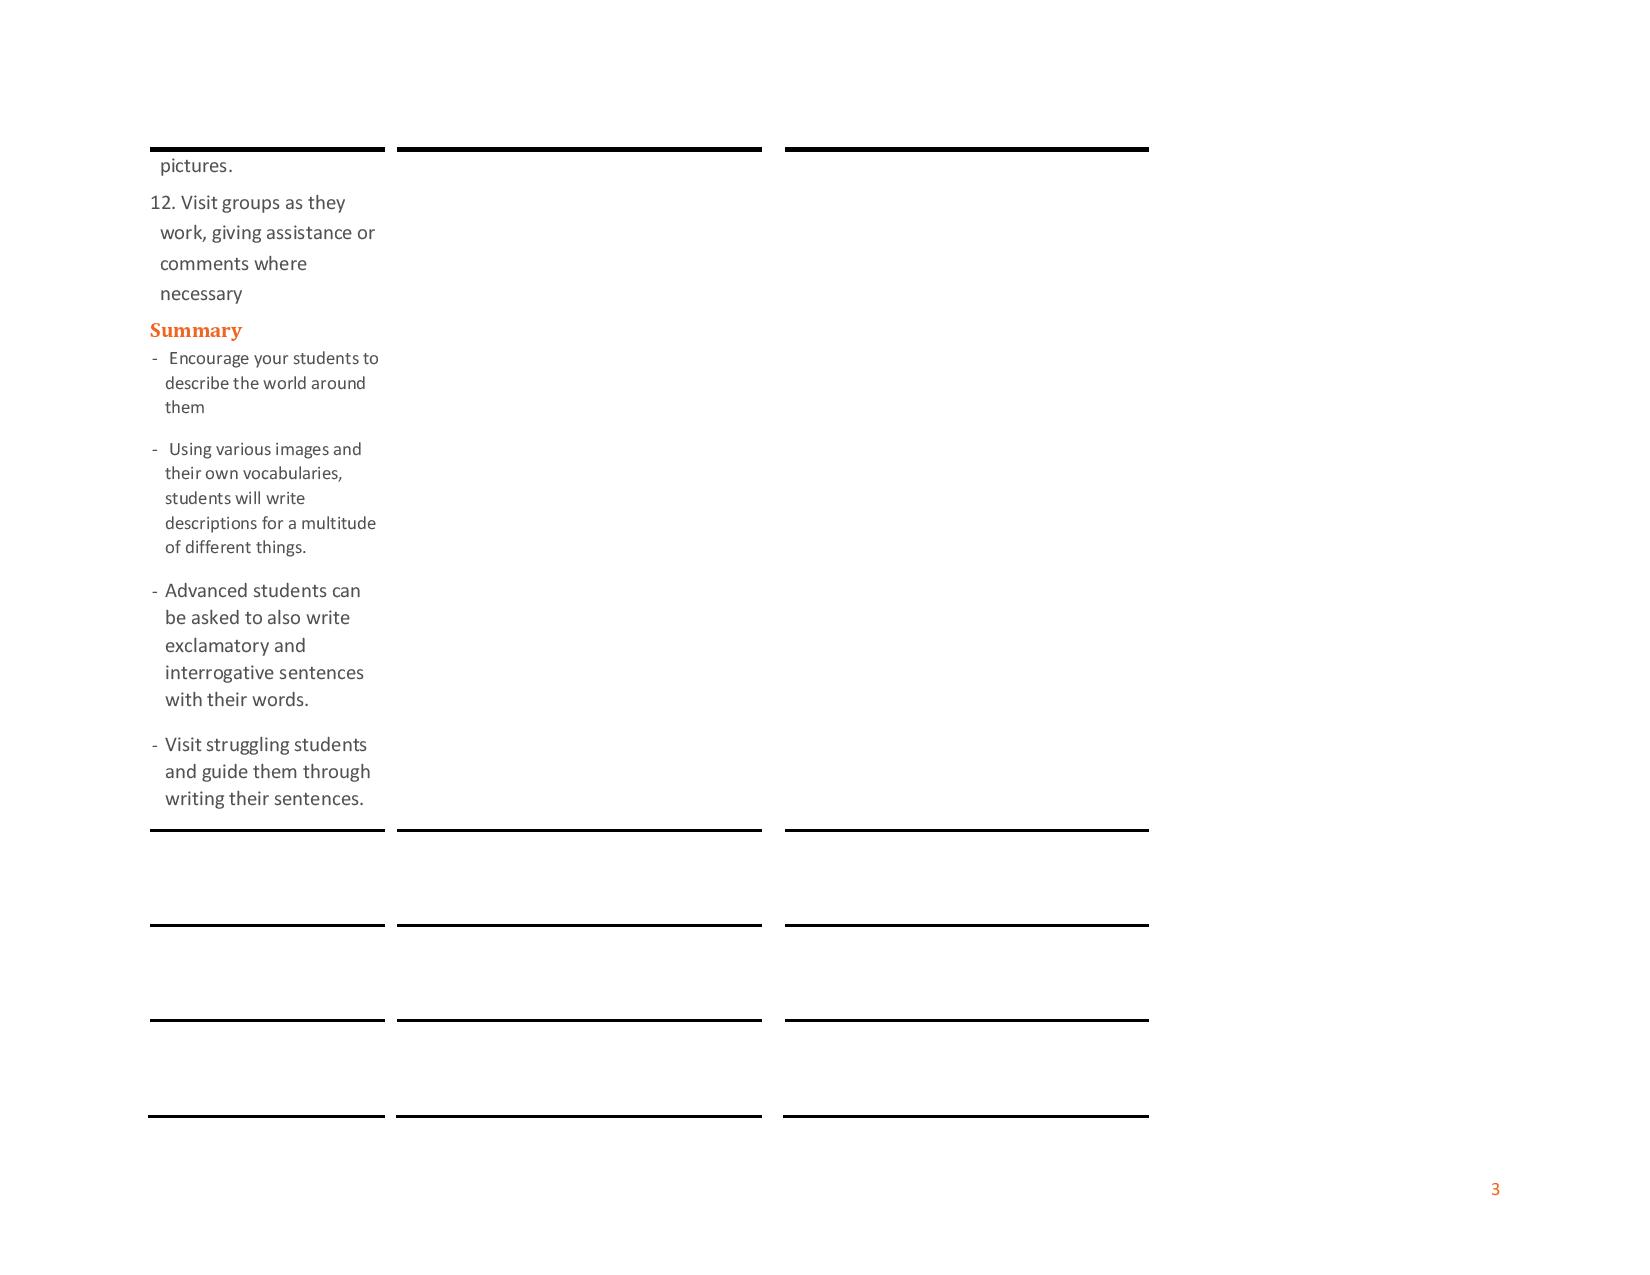 pictures.
12. Visit groups as they
work, giving assistance or
comments where
necessary
Summary
- Encourage your students to
describe the world around
them
- Using various images and
their own vocabularies,
students will write
descriptions for a multitude
of different things.
- Advanced students can
be asked to also write
exclamatory and
interrogative sentences
with their words.
- Visit struggling students
and guide them through
writing their sentences.
3